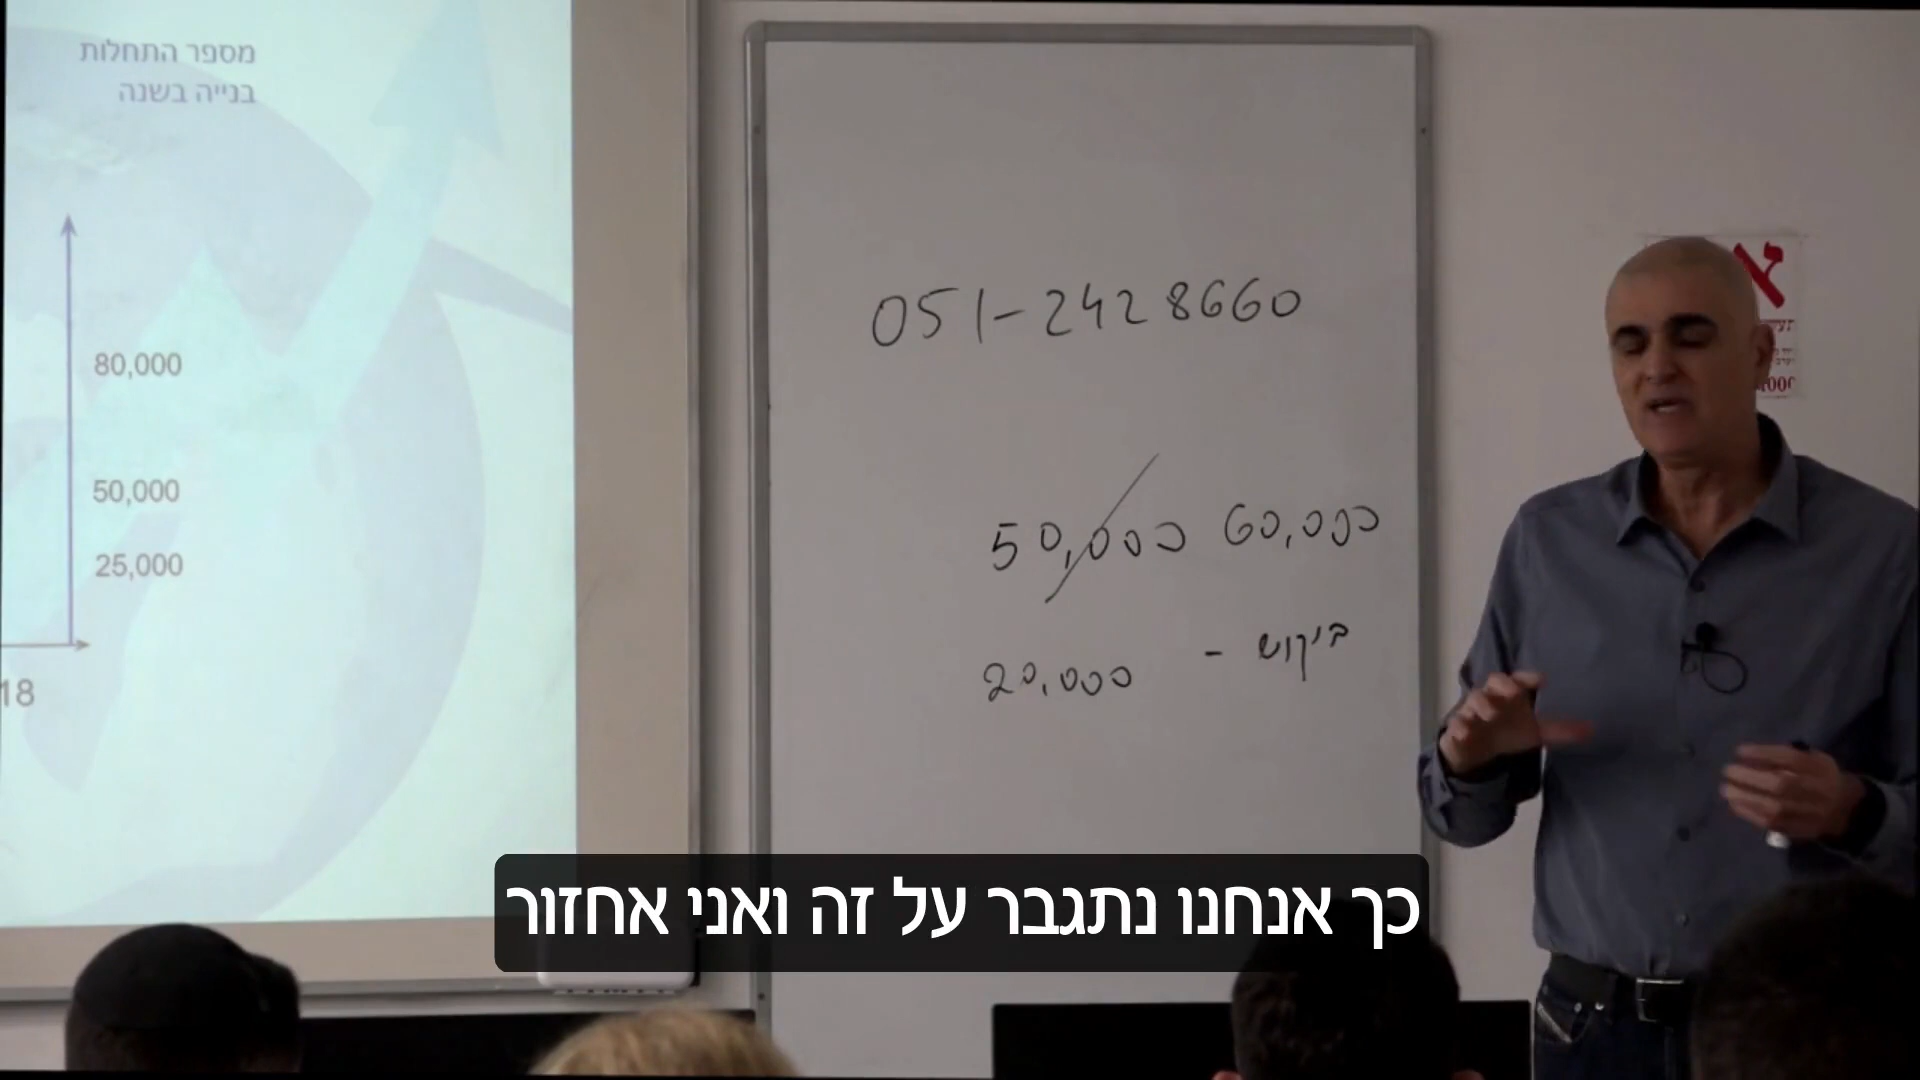 מספר התחלות
בנייה בשנה
80,000
50,000
25,000
18
051-2428660
50,000 60,000
20,000 - ביקוש
א
כך אנחנו נתגבר על זה ואני אחזור